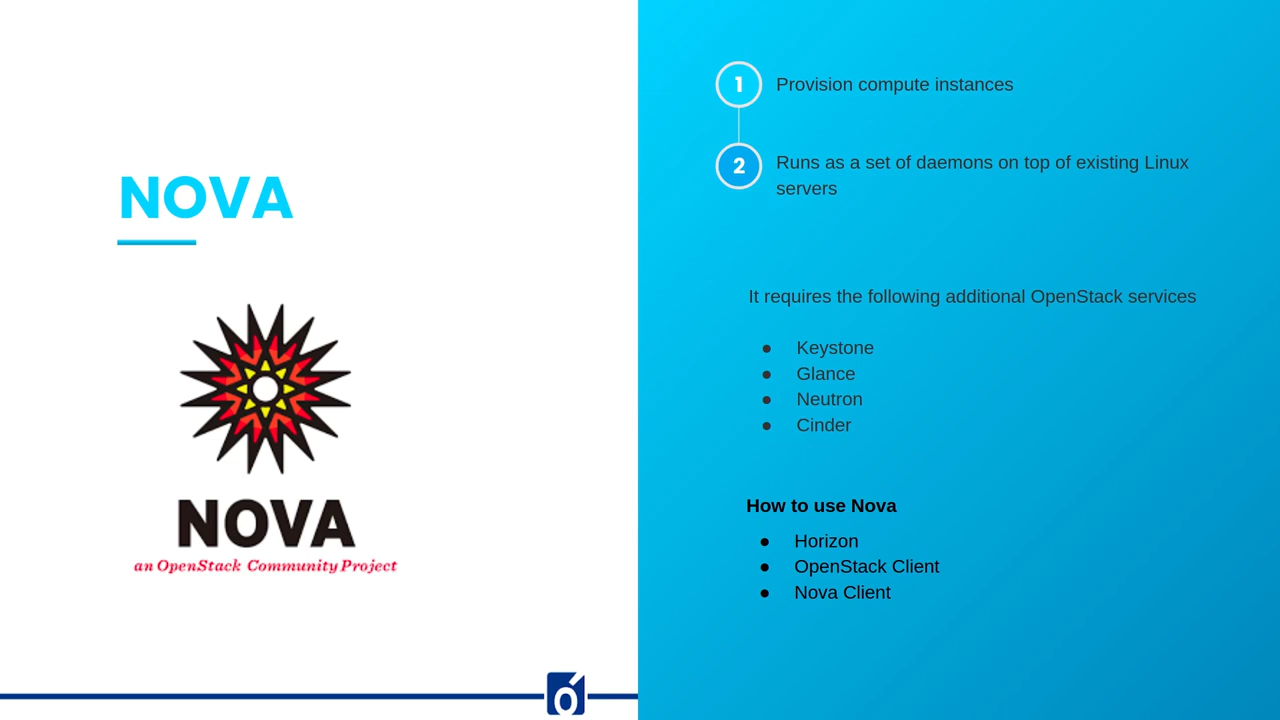 NOVA
NOVA
an OpenStack Community Project
1
Provision compute instances
2
Runs as a set of daemons on top of existing Linux
servers
It requires the following additional OpenStack services
● Keystone
● Glance
● Neutron
● Cinder
How to use Nova
● Horizon
● OpenStack Client
● Nova Client